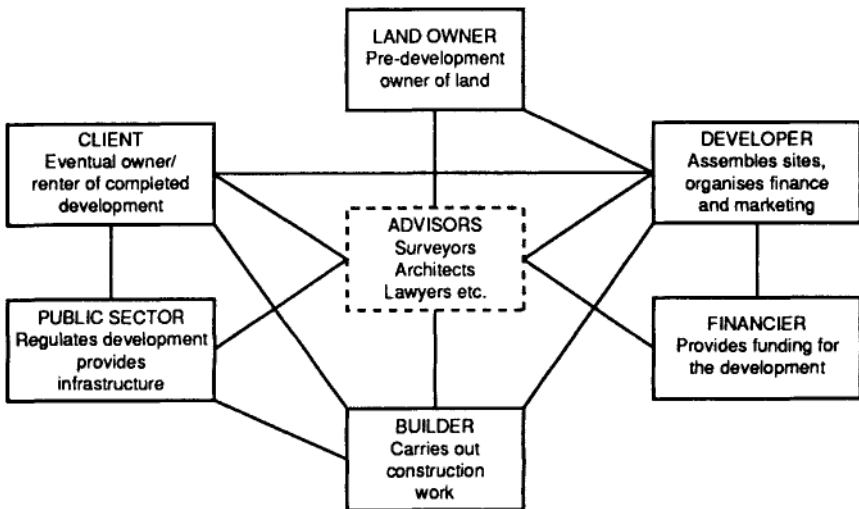 LAND OWNER
Pre-development
owner of land
CLIENT
Eventual owner/
renter of completed
development
DEVELOPER
Assembles sites,
organises finance
and marketing
ADVISORS
Surveyors
Architects
Lawyers etc.
PUBLIC SECTOR
Regulates development
provides
infrastructure
FINANCIER
Provides funding for
the development
BUILDER
Carries out
construction
work